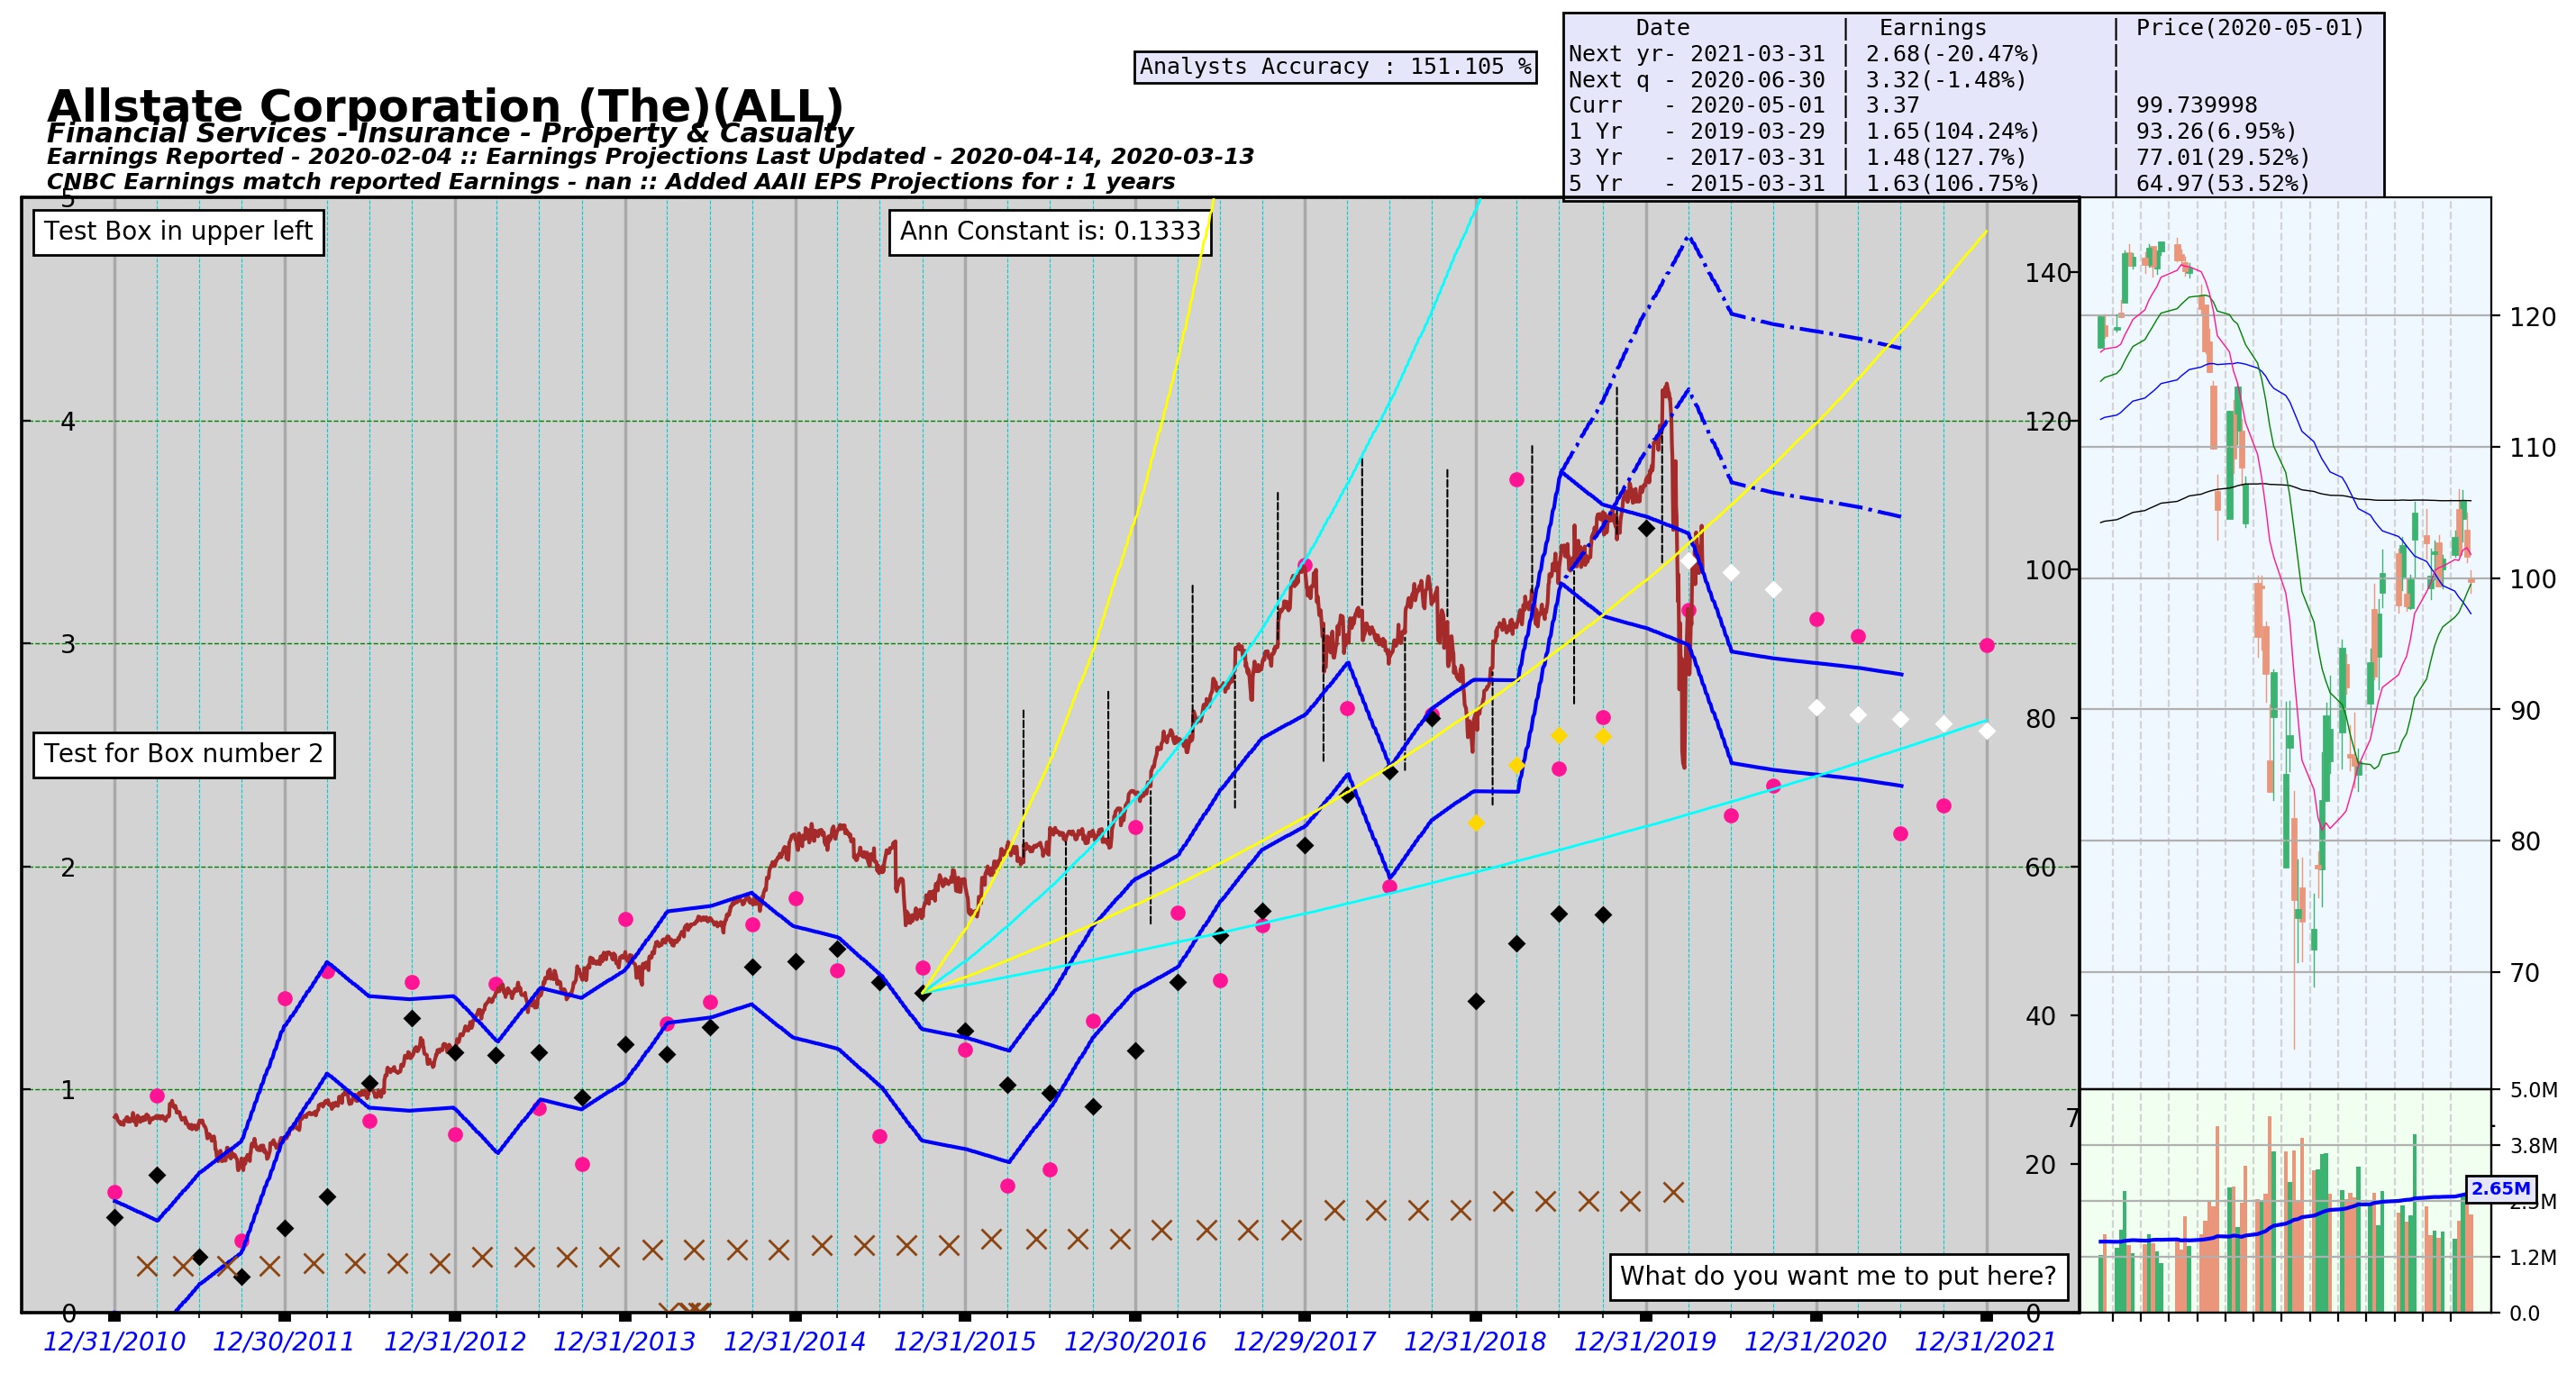 Date | Earnings | Price(2020-05-01)
Next yr- 2021-03-31 | 2.68(-20.47%) |
Next q - 2020-06-30 | 3.32(-1.48%) |
Curr - 2020-05-01 | 3.37 | 99.739998
1 Yr - 2019-03-29 | 1.65(104.24%) | 93.26(6.95%)
3 Yr - 2017-03-31 | 1.48(127.7%) | 77.01(29.52%)
5 Yr - 2015-03-31 | 1.63(106.75%) | 64.97(53.52%)
Analysts Accuracy : 151.105 %
Allstate Corporation (The)(ALL)
Financial Services - Insurance - Property & Casualty
Earnings Reported - 2020-02-04 :: Earnings Projections Last Updated - 2020-04-14, 2020-03-13
CNBC Earnings match reported Earnings - nan :: Added AAII EPS Projections for : 1 years
Test Box in upper left
Ann Constant is: 0.1333
Test for Box number 2
What do you want me to put here?
5
4
3
2
1
0
140
120
100
80
60
40
20
0
7
120
110
100
90
80
70
5.0M
3.8M
2.65M
1.2M
0.0
12/31/2010 12/30/2011 12/31/2012 12/31/2013 12/31/2014 12/31/2015 12/30/2016 12/29/2017 12/31/2018 12/31/2019 12/31/2020 12/31/2021